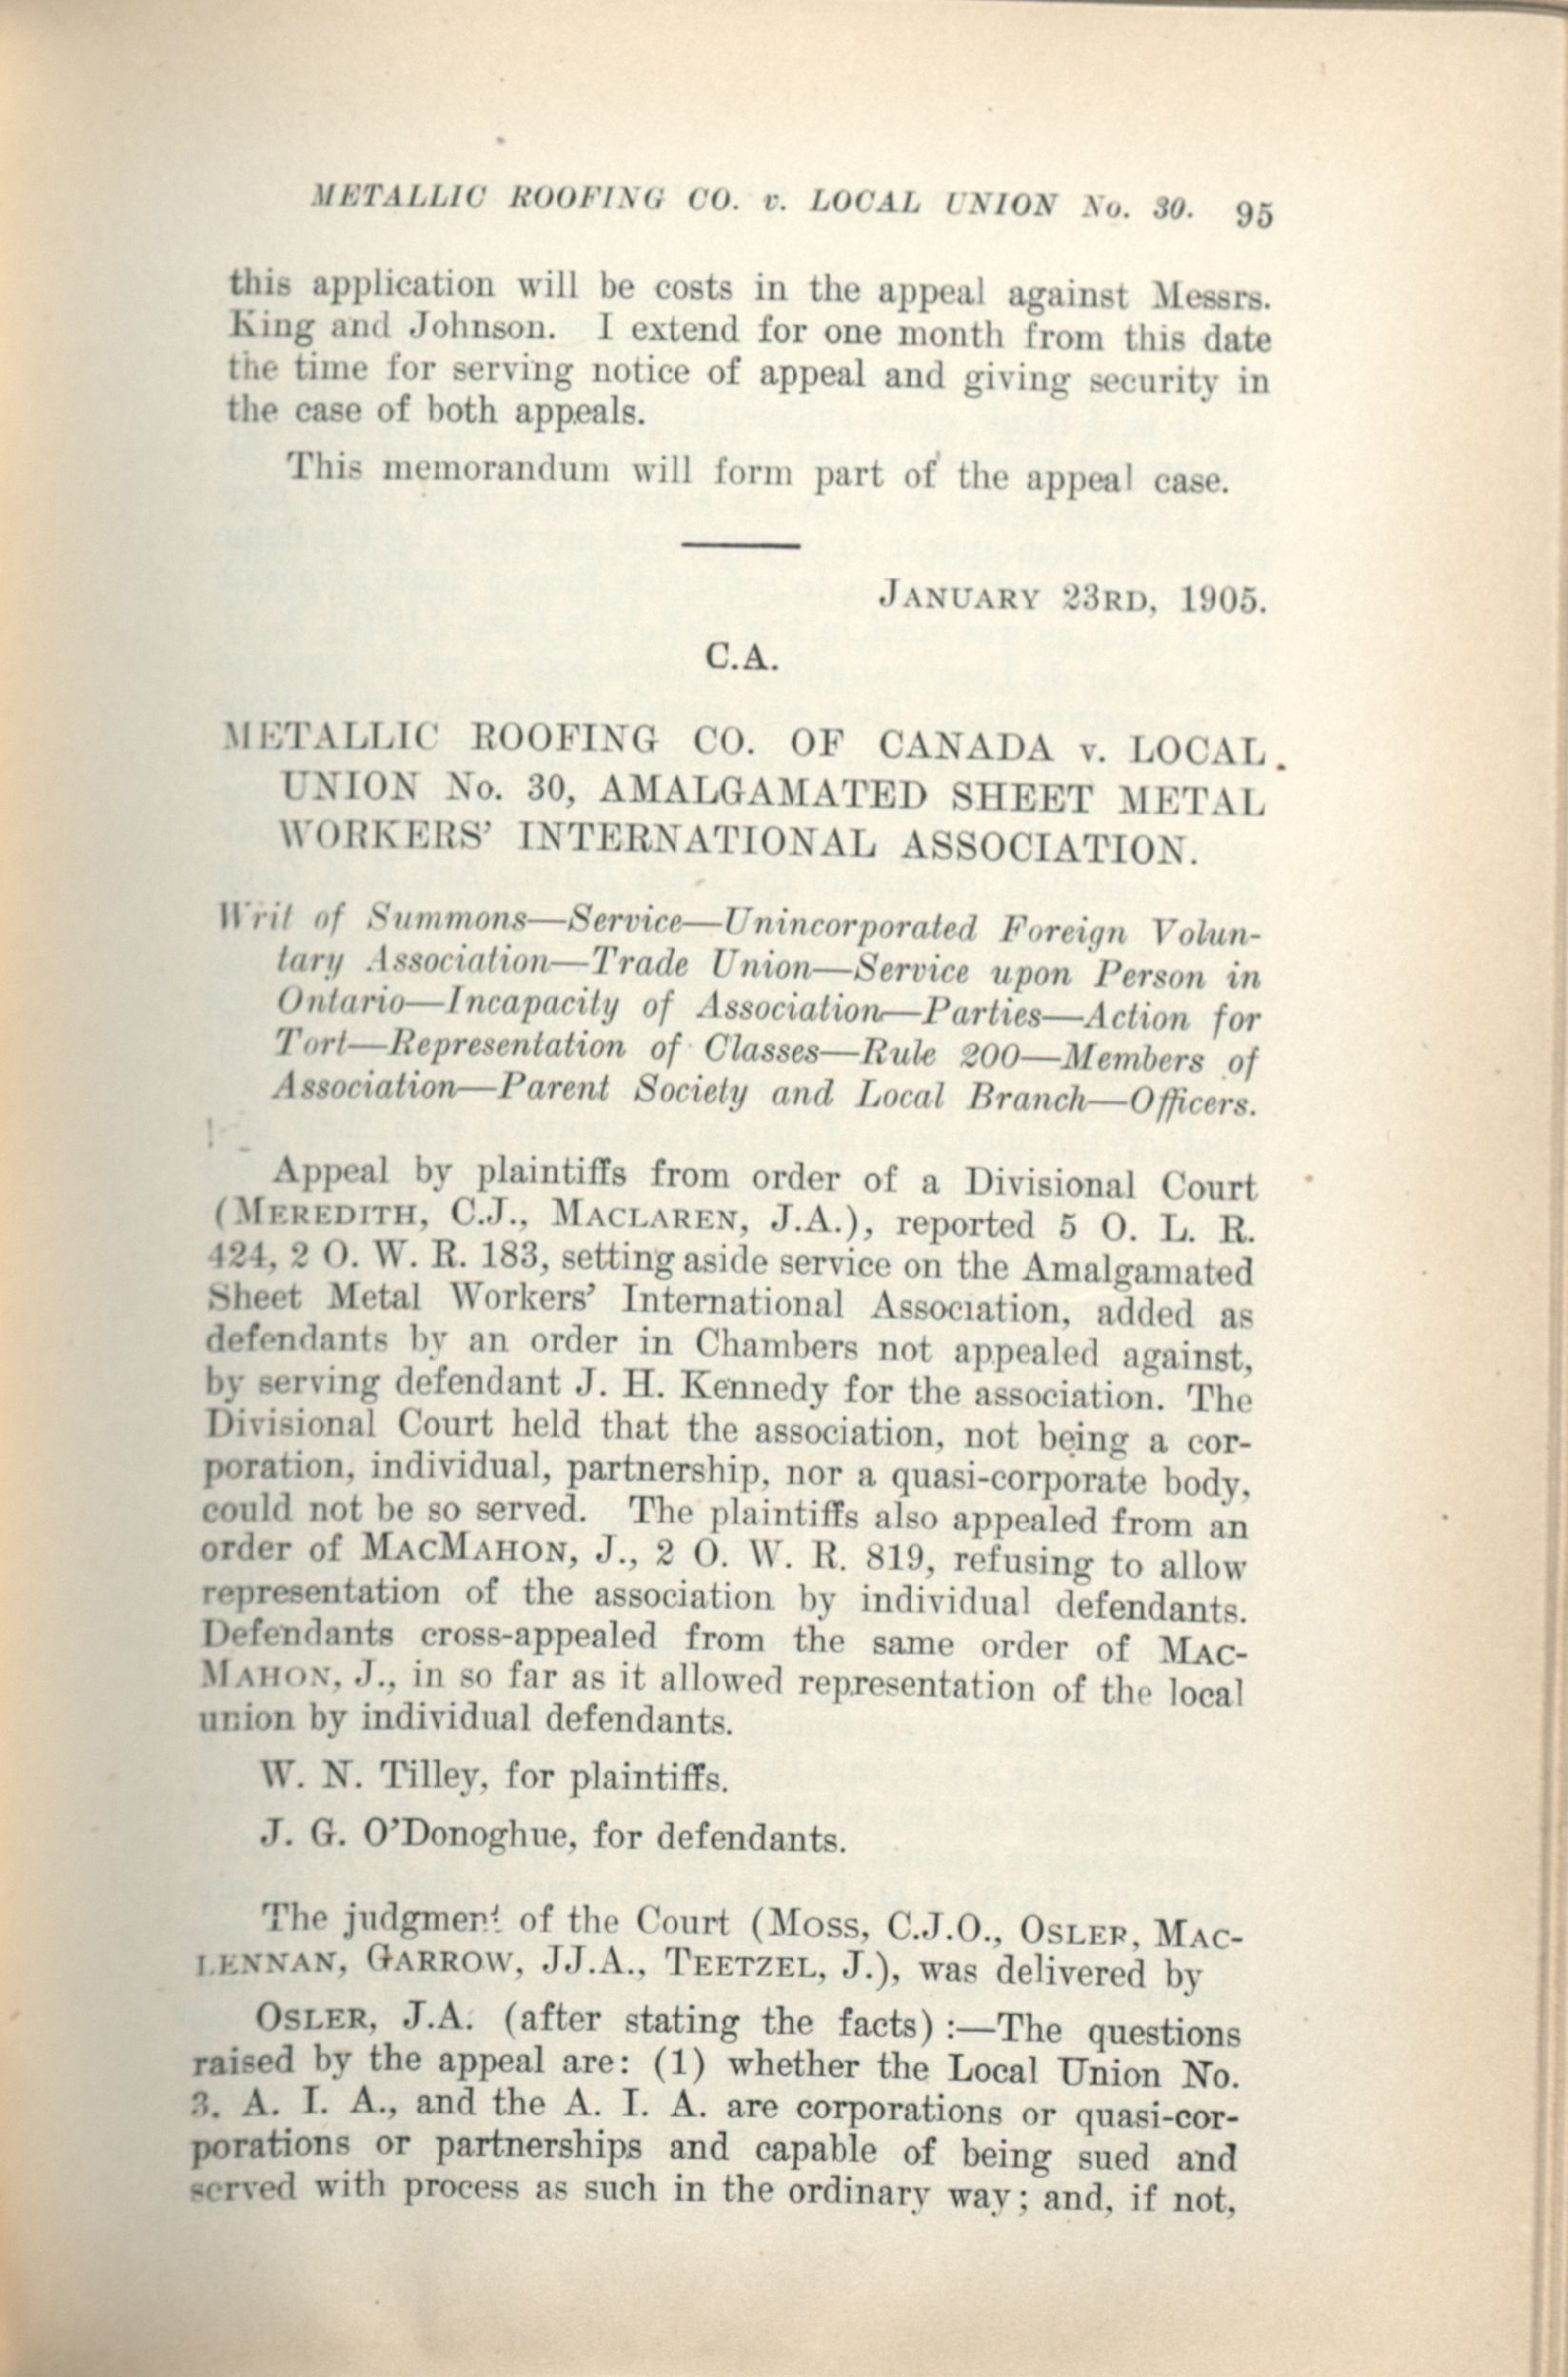 METALLIC ROOFING CO. v. LOCAL UNION No. 30. 95
this application will be costs in the appeal against Messrs.
King and Johnson. I extend for one month from this date
the time for serving notice of appeal and giving security in
the case of both appeals.
This memorandum will form part of the appeal case.
JANUARY 23RD, 1905.
C.A.
METALLIC ROOFING CO. OF CANADA v. LOCAL.
UNION No. 30, AMALGAMATED SHEET METAL
WORKERS' INTERNATIONAL ASSOCIATION.
Writ of Summons—Service—Unincorporated Foreign Volun-
tary Association—Trade Union—Service upon Person in
Ontario—Incapacity of Association—Parties—Action for
Tort—Representation of Classes—Rule 200—Members of
Association—Parent Society and Local Branch—Officers.
Appeal by plaintiffs from order of a Divisional Court
(MEREDITH, C.J., MACLAREN, J.A.), reported 5 O. L. R.
424, 2 O. W. R. 183, setting aside service on the Amalgamated
Sheet Metal Workers' International Association, added as
defendants by an order in Chambers not appealed against,
by serving defendant J. H. Kennedy for the association. The
Divisional Court held that the association, not being a cor-
poration, individual, partnership, nor a quasi-corporate body,
could not be so served. The plaintiffs also appealed from an
order of MACMAHON, J., 2 O. W. R. 819, refusing to allow
representation of the association by individual defendants.
Defendants cross-appealed from the same order of MAC-
MAHON, J., in so far as it allowed representation of the local
union by individual defendants.
W. N. Tilley, for plaintiffs.
J. G. O'Donoghue, for defendants.
The judgment of the Court (MOSS, C.J.O., OSLER, MAC-
LENNAN, GARROW, JJ.A., TEETZEL, J.), was delivered by
OSLER, J.A. (after stating the facts) :—The questions
raised by the appeal are: (1) whether the Local Union No.
3. A. I. A., and the A. I. A. are corporations or quasi-cor-
porations or partnerships and capable of being sued and
served with process as such in the ordinary way; and, if not,